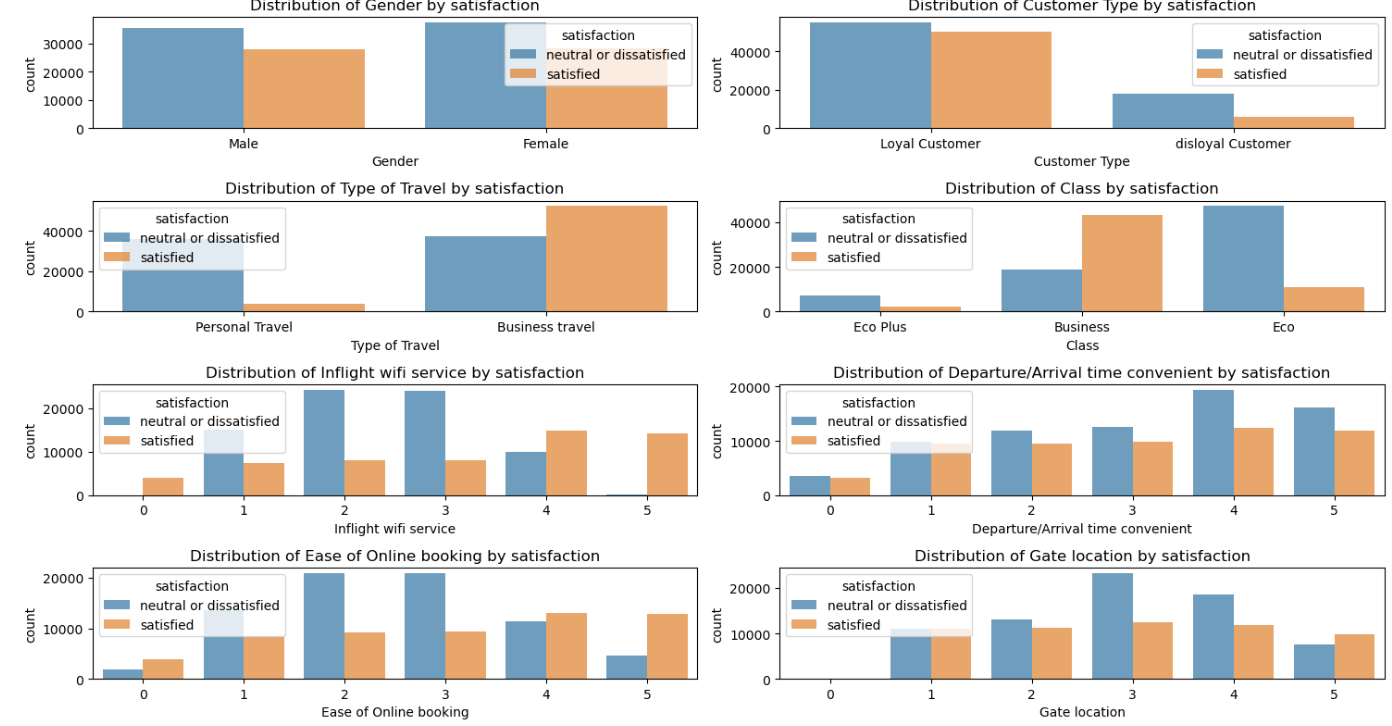 Distribution of Gender by satisfaction
count
30000
20000
10000
0
satisfaction
neutral or dissatisfied
satisfied
Male
Female
Gender
Distribution of Customer Type by satisfaction
count
40000
20000
0
satisfaction
neutral or dissatisfied
satisfied
Loyal Customer
disloyal Customer
Customer Type
Distribution of Type of Travel by satisfaction
count
40000
20000
0
satisfaction
neutral or dissatisfied
satisfied
Personal Travel
Business travel
Type of Travel
Distribution of Class by satisfaction
count
40000
20000
0
satisfaction
neutral or dissatisfied
satisfied
Eco Plus
Business
Eco
Class
Distribution of Inflight wifi service by satisfaction
count
20000
10000
0
satisfaction
neutral or dissatisfied
satisfied
0 1 2 3 4 5
Inflight wifi service
Distribution of Departure/Arrival time convenient by satisfaction
count
20000
10000
0
satisfaction
neutral or dissatisfied
satisfied
0 1 2 3 4 5
Departure/Arrival time convenient
Distribution of Ease of Online booking by satisfaction
count
20000
10000
0
satisfaction
neutral or dissatisfied
satisfied
0 1 2 3 4 5
Ease of Online booking
Distribution of Gate location by satisfaction
count
20000
10000
0
satisfaction
neutral or dissatisfied
satisfied
0 1 2 3 4 5
Gate location